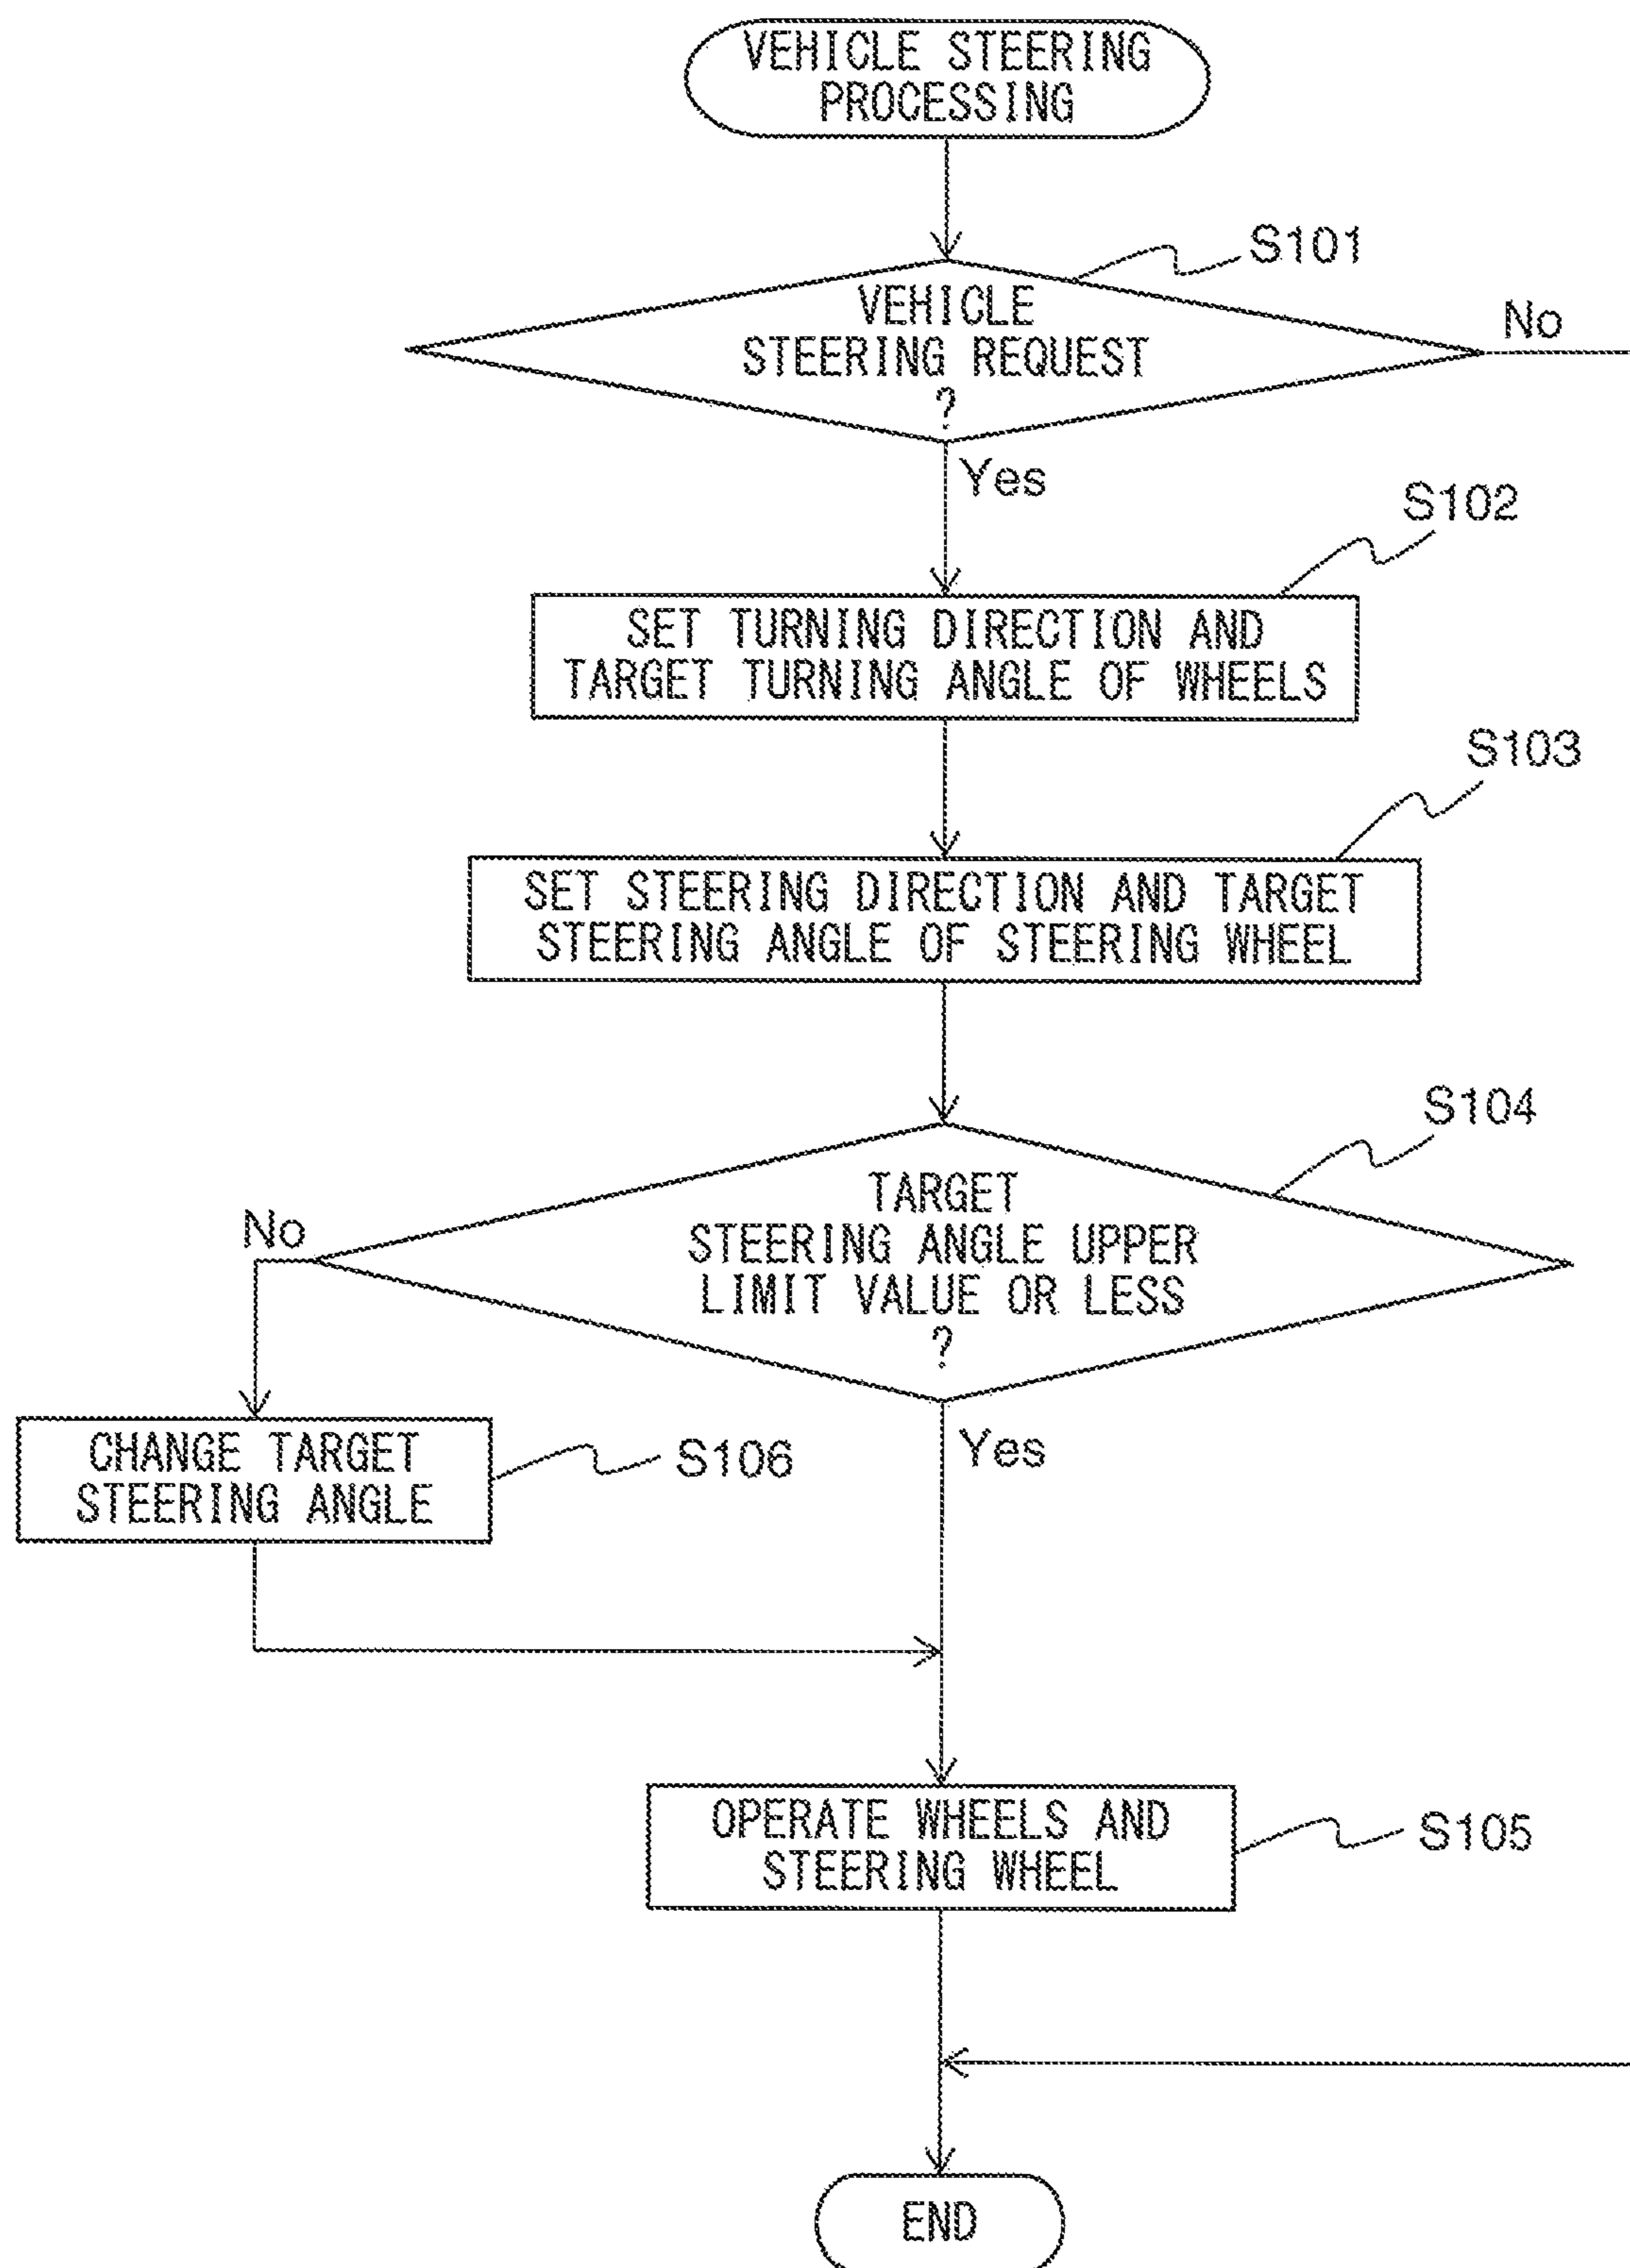 VEHICLE STEERING
PROCESSING
S101
VEHICLE
STEERING REQUEST
?
No
Yes
S102
SET TURNING DIRECTION AND
TARGET TURNING ANGLE OF WHEELS
S103
SET STEERING DIRECTION AND TARGET
STEERING ANGLE OF STEERING WHEEL
S104
TARGET
STEERING ANGLE UPPER
LIMIT VALUE OR LESS
?
No
Yes
CHANGE TARGET
STEERING ANGLE
S106
OPERATE WHEELS AND
STEERING WHEEL
S105
END